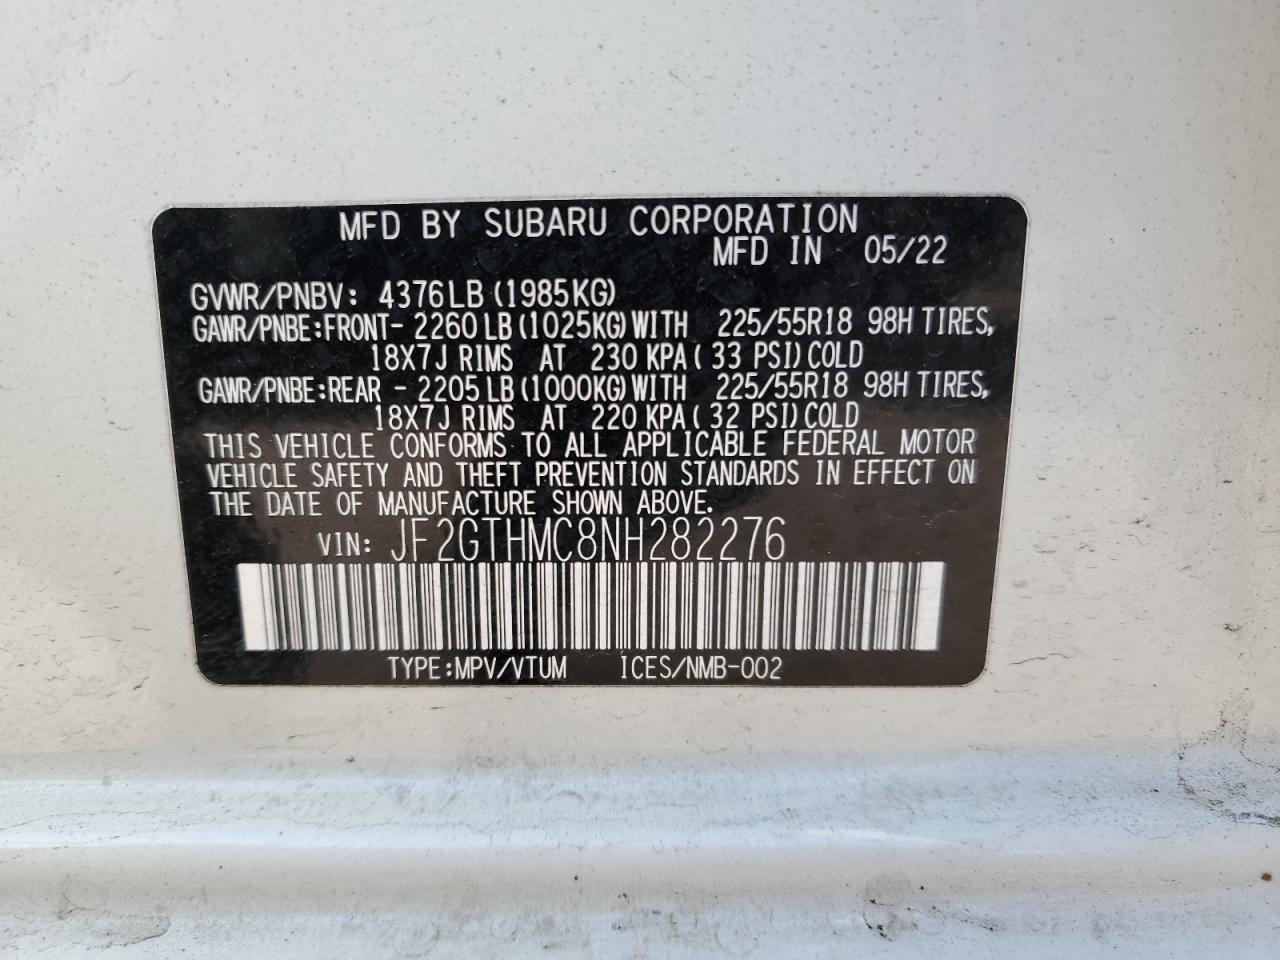 MFD BY SUBARU CORPORATION
MFD IN 05/22
GVWR/PNBV: 4376LB (1985KG)
GAWR/PNBE:FRONT- 2260LB(1025KG)WITH 225/55R18 98H TIRES,
18X7J RIMS AT 230 KPA( 33 PSI)COLD
GAWR/PNBE:REAR - 2205LB(1000KG)WITH 225/55R18 98H TIRES,
18X7J RIMS AT 220 KPA( 32 PSI)COLD
THIS VEHICLE CONFORMS TO ALL APPLICABLE FEDERAL MOTOR
VEHICLE SAFETY AND THEFT PREVENTION STANDARDS IN EFFECT ON
THE DATE OF MANUFACTURE SHOWN ABOVE.
VIN: JF2GTHMC8NH282276
TYPE:MPV/VTUM ICES/NMB-002